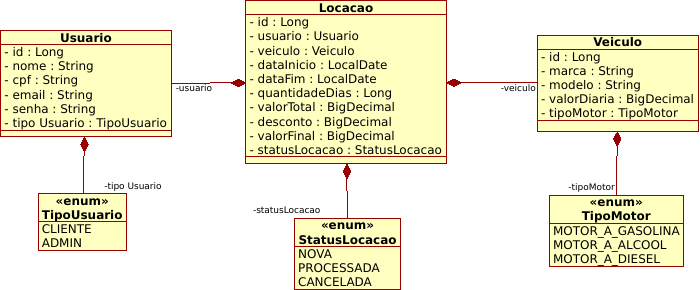 Usuario
- id : Long
- nome : String
- cpf : String
- email : String
- senha : String
- tipo Usuario : TipoUsuario
-usuario
Locacao
- id : Long
- usuario : Usuario
- veiculo : Veiculo
- dataInicio : LocalDate
- dataFim : LocalDate
- quantidadeDias : Long
- valorTotal : BigDecimal
- desconto : BigDecimal
- valorFinal : BigDecimal
- statusLocacao : StatusLocacao
-veiculo
Veiculo
- id : Long
- marca : String
- modelo : String
- valorDiaria : BigDecimal
- tipoMotor : TipoMotor
-tipo Usuario
«enum»
TipoUsuario
CLIENTE
ADMIN
-statusLocacao
«enum»
StatusLocacao
NOVA
PROCESSADA
CANCELADA
-tipoMotor
«enum»
TipoMotor
MOTOR_A_GASOLINA
MOTOR_A_ALCOOL
MOTOR_A_DIESEL